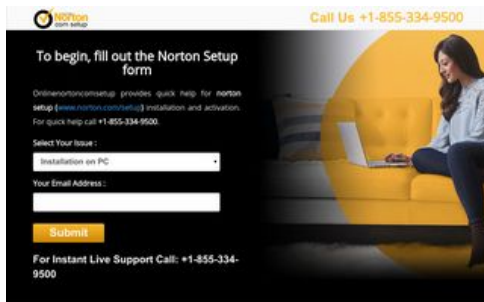 Norton
com setup
Call Us +1-855-334-9500
To begin, fill out the Norton Setup
form
Onlinenortoncomsetup provides quick help for norton
setup (www.norton.com/setup) installation and activation.
For quick help call +1-855-334-9500.
Select Your Issue :
Installation on PC
Your Email Address :
Submit
For Instant Live Support Call: +1-855-334-
9500